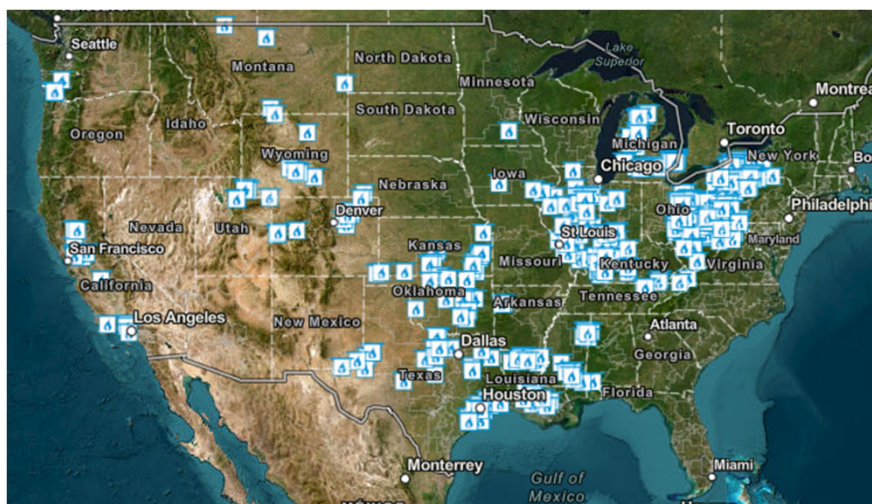 Seattle
Montana
North Dakota
Minnesota
Lake
Superior
Montrea
Oregon
Idaho
South Dakota
Wisconsin
Michigan
Toronto
New York
Wyoming
Chicago
Bo
Iowa
Nebraska
Nevada
Utah
Denver
Ohio
Philadelphi
San Francisco
Kansas
St Louis
Maryland
California
Missouri
Kentucky
Virginia
Oklahoma
Arkansas
Tennessee
Los Angeles
New Mexico
Atlanta
Dallas
Georgia
Texas
Louisiana
Houston
Florida
Monterrey
Miami
Gulf of
Mexico
MÉXICO